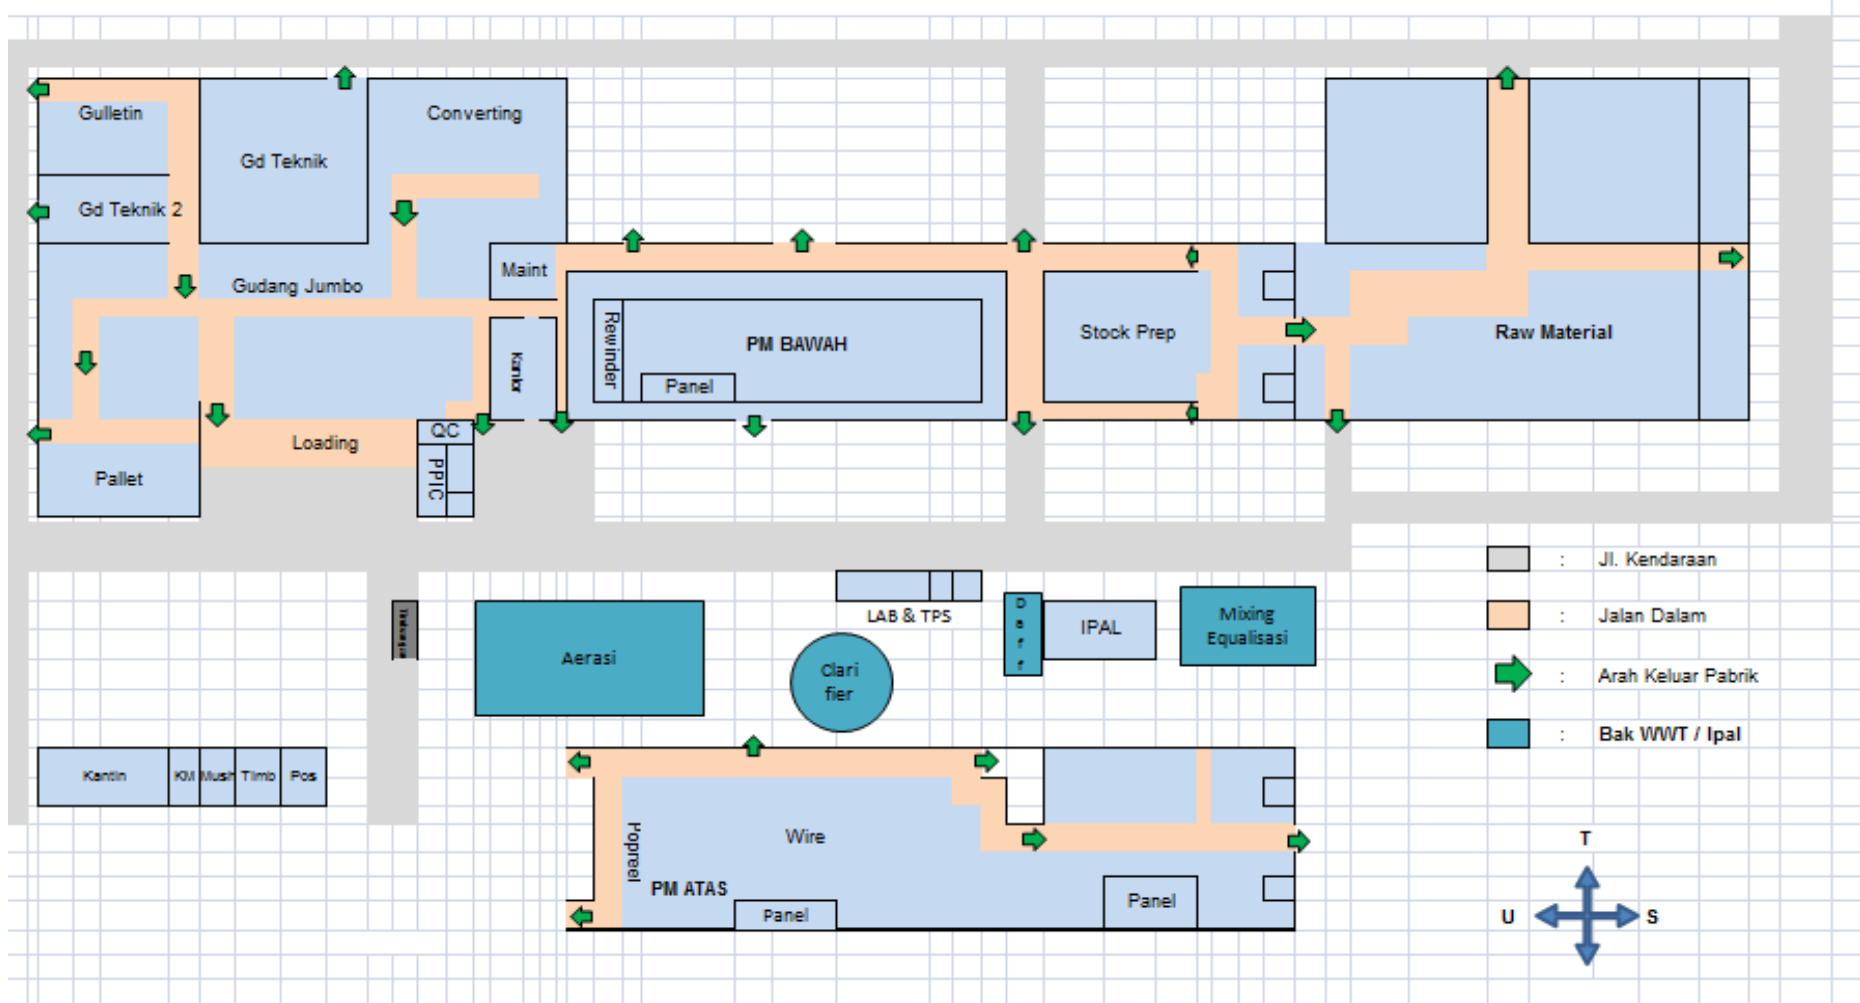 Gulletin
Converting
Gd Teknik
Gd Teknik 2
Maint
Gudang Jumbo
Rewinder
PM BAWAH
Stock Prep
Raw Material
Kantor
Panel
QC
Loading
PPIC
Pallet
Jl. Kendaraan
LAB & TPS
Daff
IPAL
Mixing
Equalisasi
Jalan Dalam
Aerasi
Clari
fier
Arah Keluar Pabrik
Bak WWT / Ipal
Kantin
KM
Mush
Timb
Pos
Popreel
Wire
PM ATAS
Panel
Panel
T
U
S
:
:
:
: